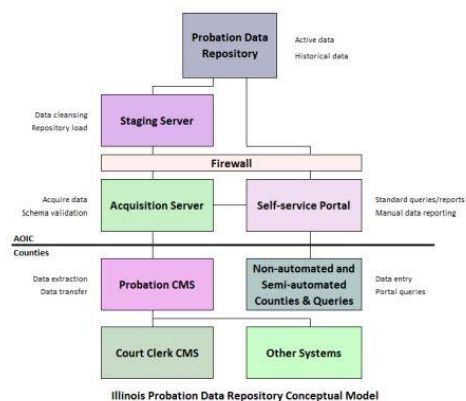 Probation Data
Repository
Active data
Historical data
Data cleansing
Repository load
Staging Server
Firewall
Acquire data
Schema validation
Acquisition Server
Self-service Portal
Standard queries/reports
Manual data reporting
AOIC
Counties
Data extraction
Data transfer
Probation CMS
Non-automated and
Semi-automated
Counties & Queries
Data entry
Portal queries
Court Clerk CMS
Other Systems
Illinois Probation Data Repository Conceptual Model